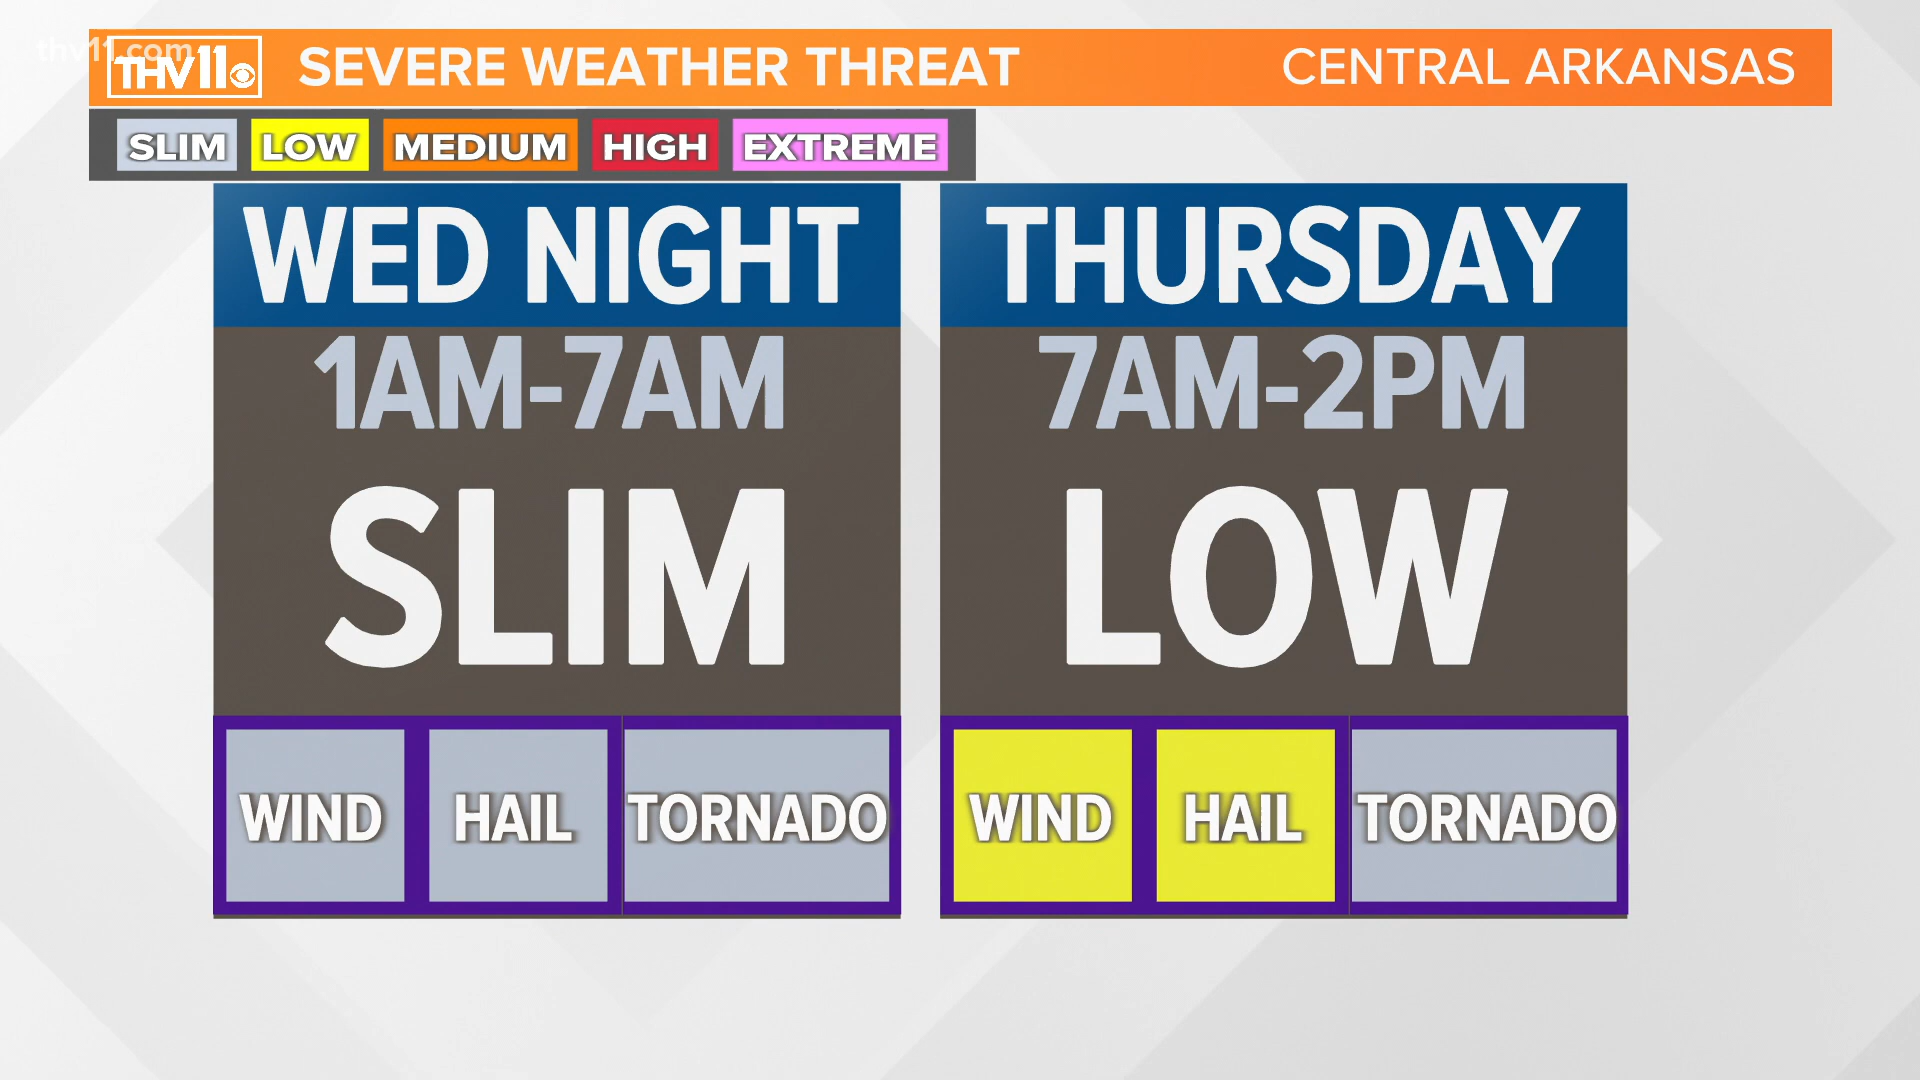 thv11.com
THV11
SEVERE WEATHER THREAT
CENTRAL ARKANSAS
SLIM LOW MEDIUM HIGH EXTREME
WED NIGHT
1AM-7AM
SLIM
WIND HAIL TORNADO
THURSDAY
7AM-2PM
LOW
WIND HAIL TORNADO